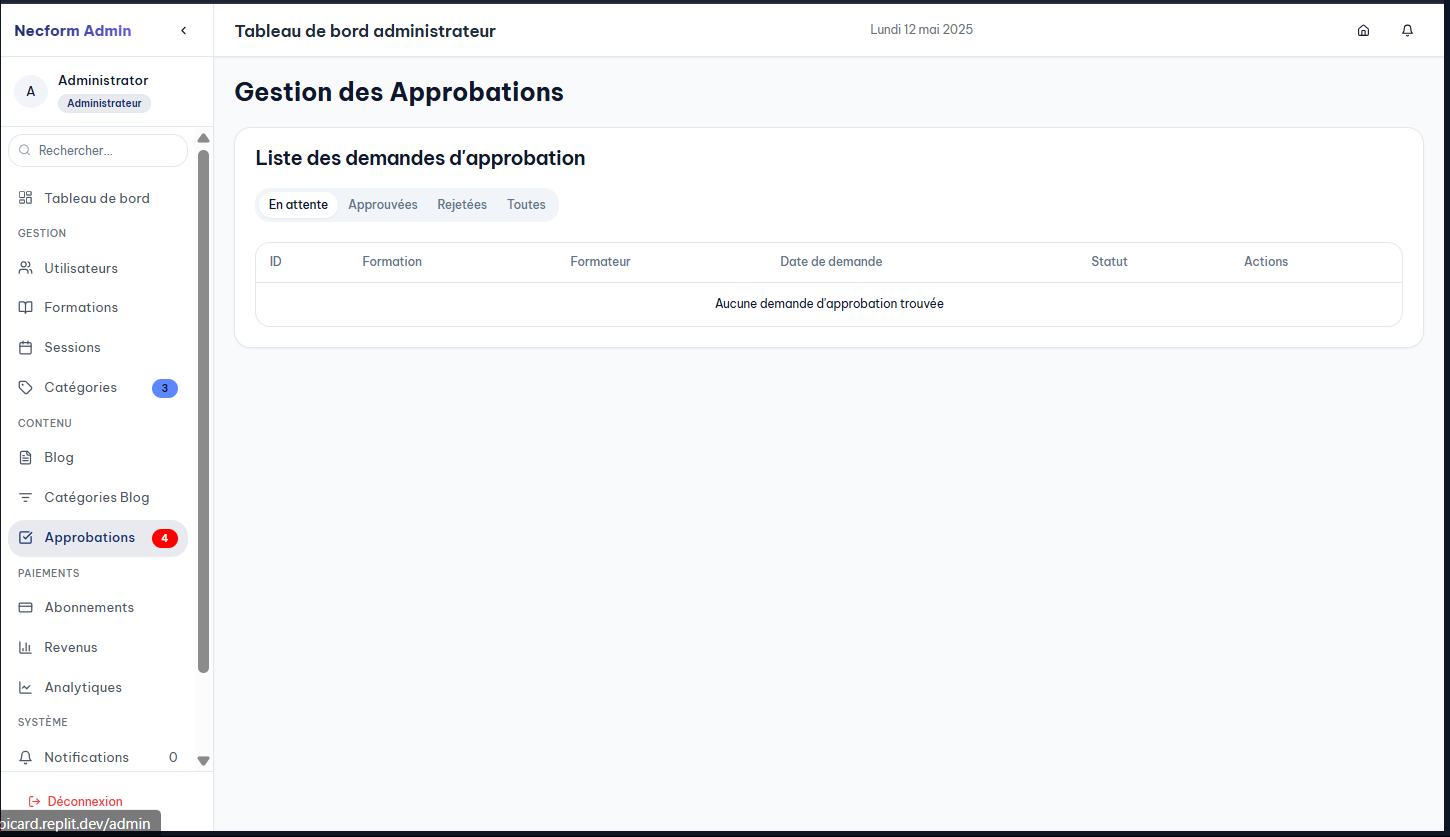 Necform Admin
Tableau de bord administrateur
Lundi 12 mai 2025
A
Administrator
Administrateur
Rechercher...
Tableau de bord
GESTION
Utilisateurs
Formations
Sessions
Catégories 3
CONTENU
Blog
Catégories Blog
Approbations 4
PAIEMENTS
Abonnements
Revenus
Analytiques
SYSTÈME
Notifications 0
Déconnexion
picard.replit.dev/admin
Gestion des Approbations
Liste des demandes d'approbation
En attente Approuvées Rejetées Toutes
ID Formation Formateur Date de demande Statut Actions
Aucune demande d'approbation trouvée